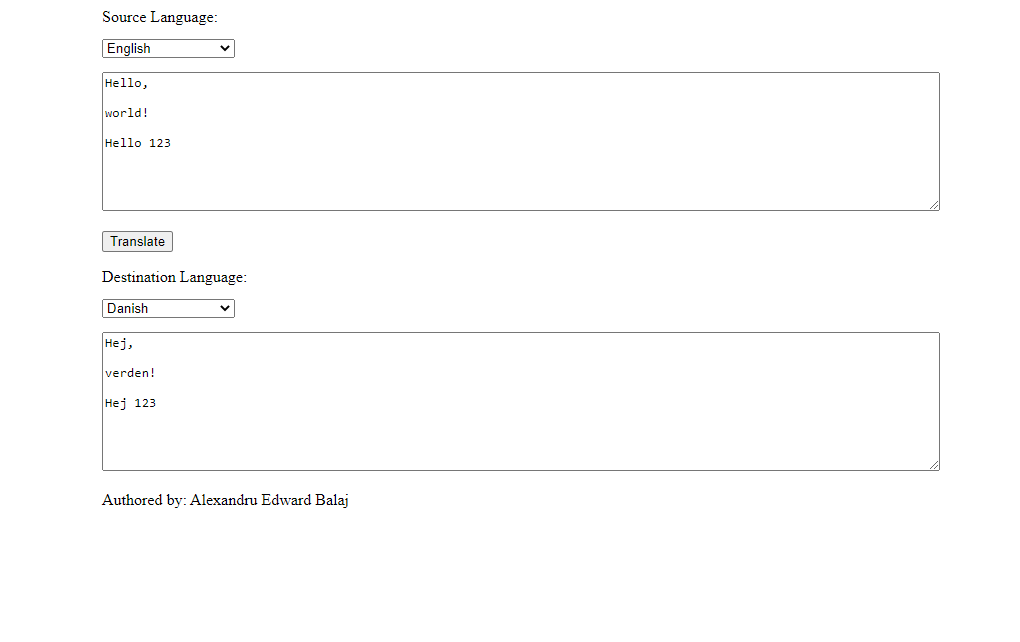 Source Language:
English
Hello,
world!
Hello 123
Translate
Destination Language:
Danish
Hej,
verden!
Hej 123
Authored by: Alexandru Edward Balaj